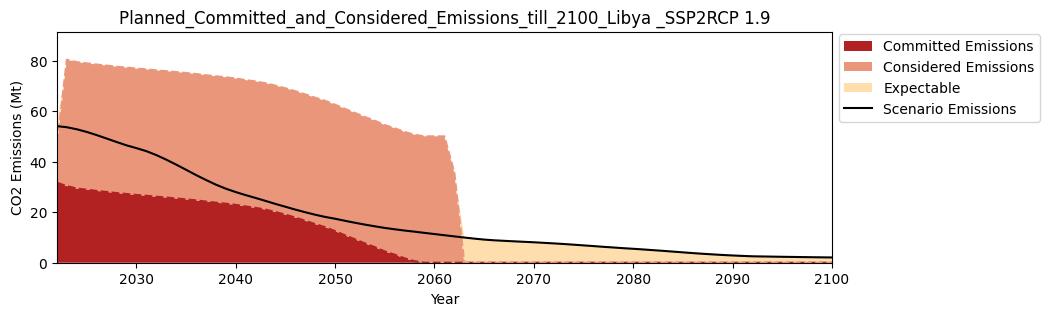 Planned_Committed_and_Considered_Emissions_till_2100_Libya _SSP2RCP 1.9
CO2 Emissions (Mt)
80
60
40
20
0
2030 2040 2050 2060 2070 2080 2090 2100
Year
Committed Emissions
Considered Emissions
Expectable
Scenario Emissions